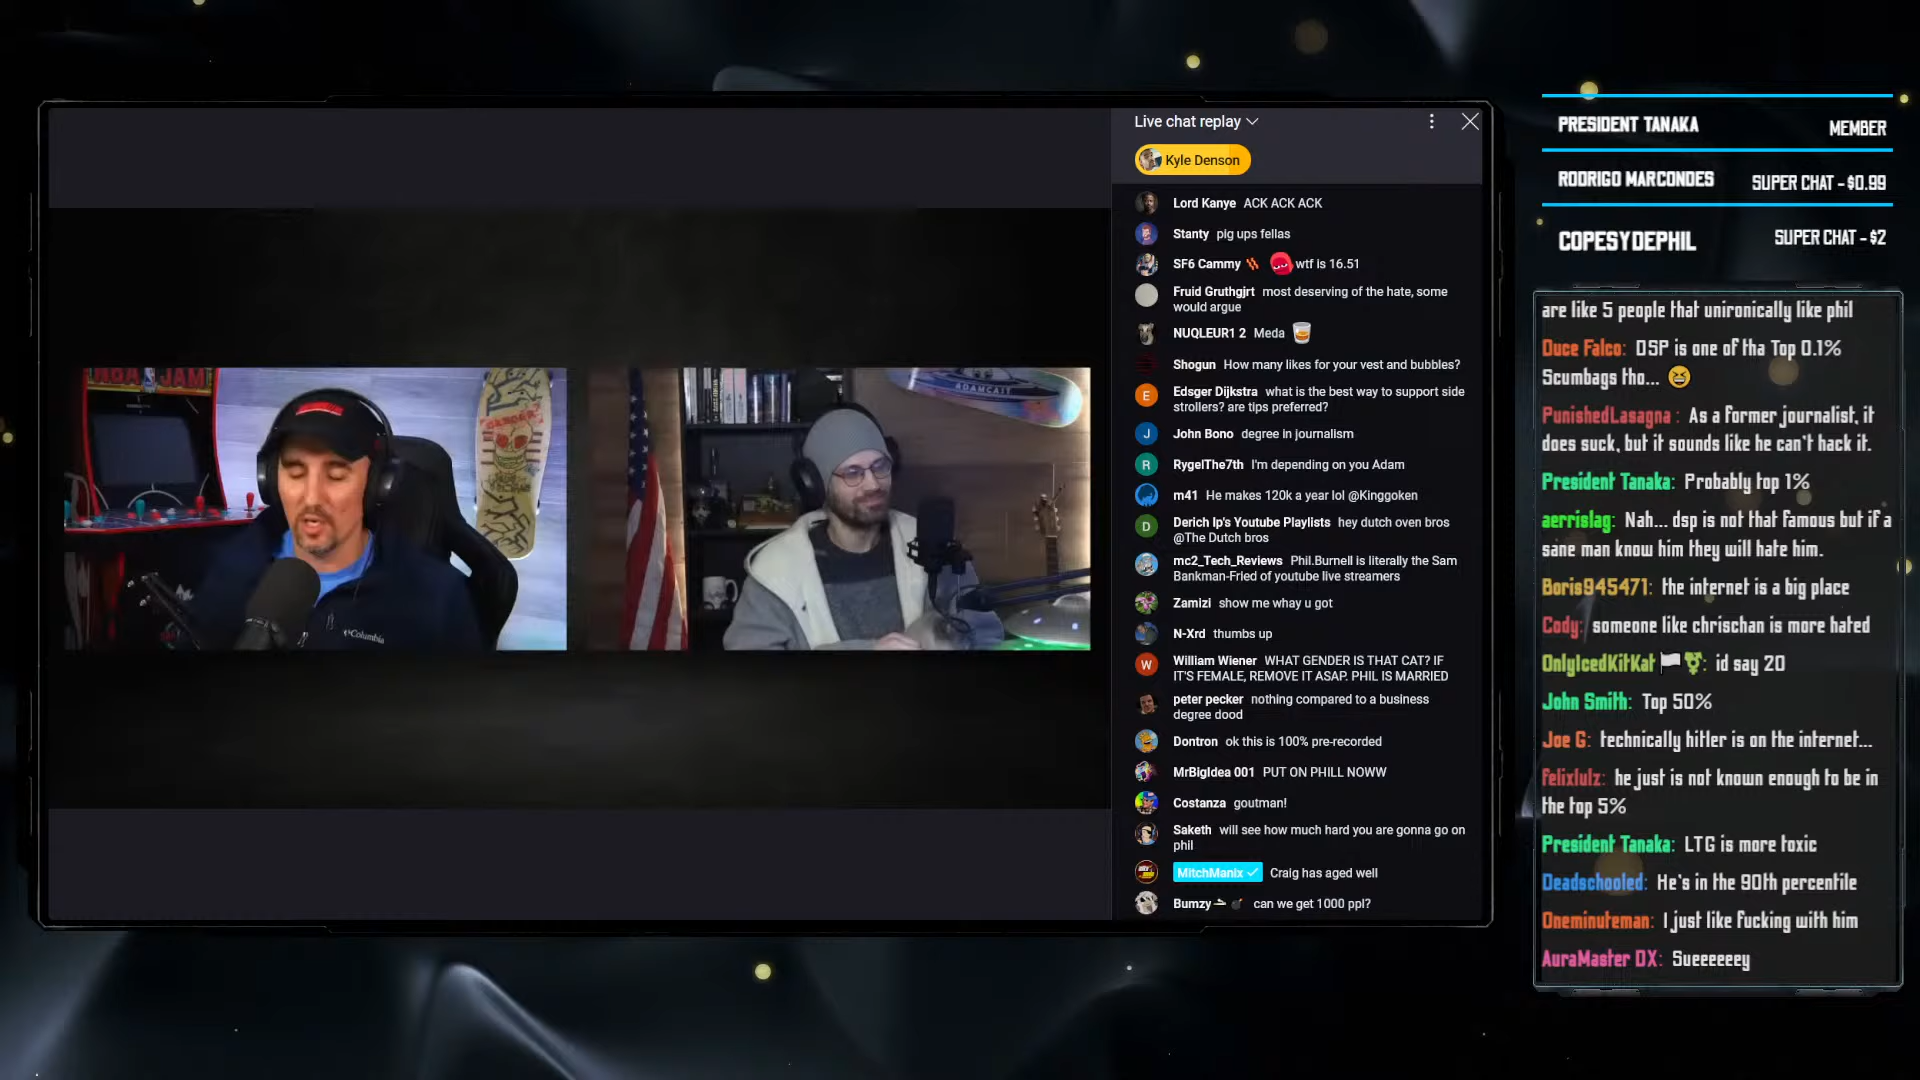 Live chat replay
Kyle Denson
Lord Kanye ACK ACK ACK
Stanty pig ups fellas
SF6 Cammy wtf is 16.51
Fruid Gruthgjrt most deserving of the hate, some
would argue
NUQLEUR1 2 Meda
Shogun How many likes for your vest and bubbles?
E
Edsger Dijkstra what is the best way to support side
strollers? are tips preferred?
J
John Bono degree in journalism
R
RygelThe7th I'm depending on you Adam
m41 He makes 120k a year lol @Kinggoken
D
Derich Ip's Youtube Playlists hey dutch oven bros
@The Dutch bros
mc2_Tech_Reviews Phil.Burnell is literally the Sam
Bankman-Fried of youtube live streamers
Zamizi show me whay u got
N-Xrd thumbs up
W
William Wiener WHAT GENDER IS THAT CAT? IF
IT'S FEMALE, REMOVE IT ASAP. PHIL IS MARRIED
peter pecker nothing compared to a business
degree dood
Dontron ok this is 100% pre-recorded
MrBigIdea 001 PUT ON PHILL NOWW
Costanza goutman!
Saketh will see how much hard you are gonna go on
phil
MitchManix Craig has aged well
Bumzy can we get 1000 ppl?
NBA JAM
DANGER
Columbia
ADAMCAST
PRESIDENT TANAKA MEMBER
RODRIGO MARCONDES SUPER CHAT - $0.99
COPESYDEPHIL SUPER CHAT - $2
are like 5 people that unironically like phil
Duce Falco: DSP is one of tha Top 0.1%
Scumbags tho...
PunishedLasagna : As a former journalist, it
does suck, but it sounds like he can't hack it.
President Tanaka: Probably top 1%
aerrislag: Nah... dsp is not that famous but if a
sane man know him they will hate him.
Boris945471: the internet is a big place
Cody: someone like chrischan is more hated
OnlyIcedKitKat: id say 20
John Smith: Top 50%
Joe G: technically hitler is on the internet...
felixlulz: he just is not known enough to be in
the top 5%
President Tanaka: LTG is more toxic
Deadschooled: He's in the 90th percentile
Oneminuteman: I just like fucking with him
AuraMaster DX: Sueeeeeey